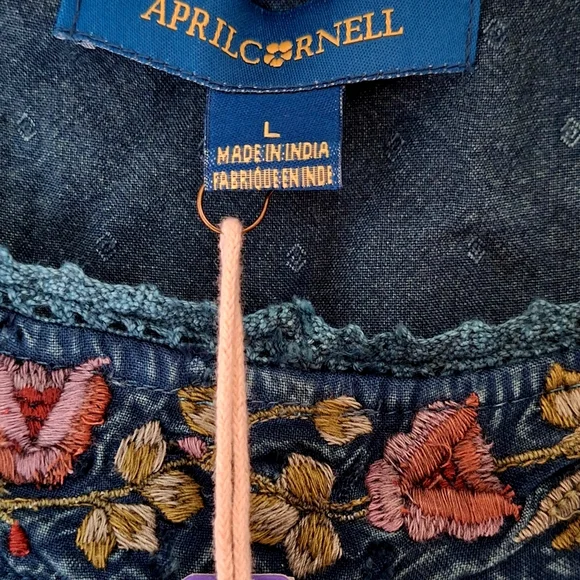 APRIL CORNELL
L
MADE IN INDIA
FABRIQUE EN INDE